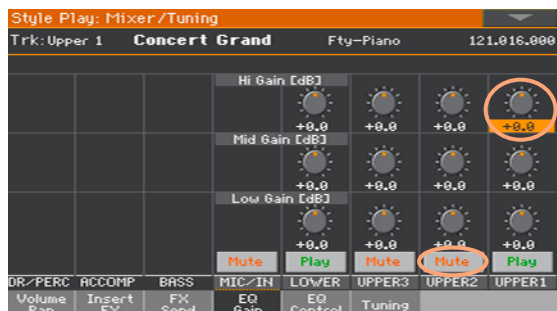 Style Play: Mixer/Tuning
Trk: Upper 1 Concert Grand Fty-Piano 121.016.000
Hi Gain [dB]
+0.0 +0.0 +0.0 +0.0
Mid Gain [dB]
+0.0 +0.0 +0.0 +0.0
Low Gain [dB]
+0.0 +0.0 +0.0 +0.0
Mute Play Mute Mute Play
DR/PERC ACCOMP BASS MIC/IN LOWER UPPER3 UPPER2 UPPER1
Volume Insert FX EQ EQ Tuning
Pan FX Send Gain Control